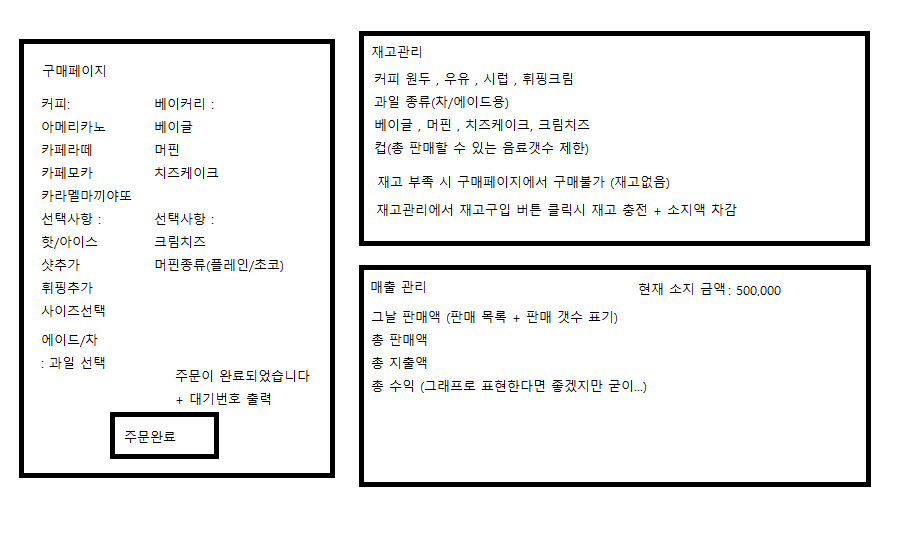 구매페이지
커피:
아메리카노
카페라떼
카페모카
카라멜마끼야또
선택사항 :
핫/아이스
샷추가
휘핑추가
사이즈선택
에이드/차
: 과일 선택
베이커리 :
베이글
머핀
치즈케이크
선택사항 :
크림치즈
머핀종류(플레인/초코)
주문이 완료되었습니다
+ 대기번호 출력
주문완료
재고관리
커피 원두 , 우유 , 시럽 , 휘핑크림
과일 종류(차/에이드용)
베이글 , 머핀 , 치즈케이크, 크림치즈
컵(총 판매할 수 있는 음료갯수 제한)
재고 부족 시 구매페이지에서 구매불가 (재고없음)
재고관리에서 재고구입 버튼 클릭시 재고 충전 + 소지액 차감
매출 관리
현재 소지 금액: 500,000
그날 판매액 (판매 목록 + 판매 갯수 표기)
총 판매액
총 지출액
총 수익 (그래프로 표현한다면 좋겠지만 굳이...)